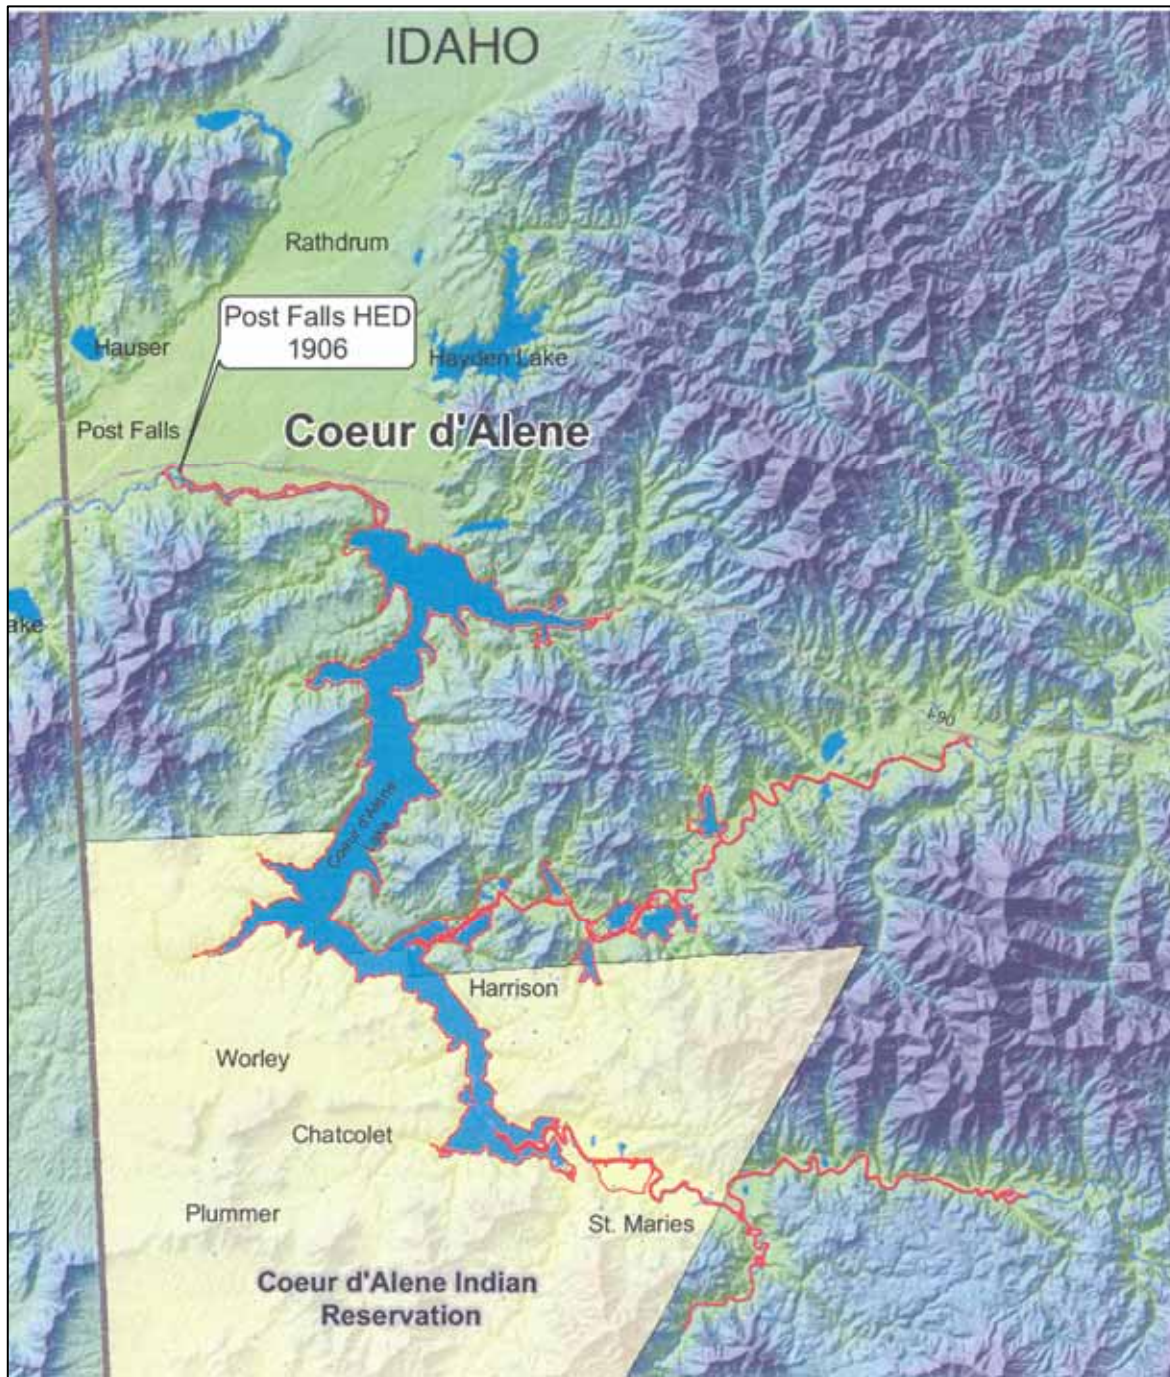 IDAHO
Rathdrum
Post Falls HED
1906
Hauser
Hayden Lake
Post Falls
Coeur d'Alene
ake
I-90
Coeur d'Alene
Lake
Harrison
Worley
Chatcolet
Plummer
St. Maries
Coeur d'Alene Indian
Reservation